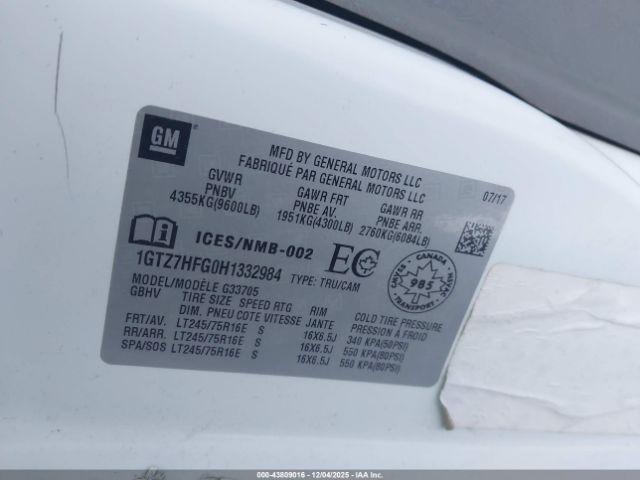 GM
MFD BY GENERAL MOTORS LLC
FABRIQUÉ PAR GENERAL MOTORS LLC
07/17
GVWR
PNBV
4355KG(9600LB)
GAWR FRT
PNBE AV.
1951KG(4300LB)
GAWR RR
PNBE ARR.
2760KG(6084LB)
ICES/NMB-002
EC
CANADA
985
1GTZ7HFG0H1332984
TYPE: TRU/CAM
MODEL/MODÈLE G33705
GBHV TIRE SIZE SPEED RTG RIM COLD TIRE PRESSURE
DIM. PNEU COTE VITESSE JANTE PRESSION À FROID
FRT/AV. LT245/75R16E S 16X6.5J 340 KPA(50PSI)
RR/ARR. LT245/75R16E S 16X6.5J 550 KPA(80PSI)
SPA/SOS LT245/75R16E S 16X6.5J 550 KPA(80PSI)
000-43809016 - 12/04/2025 - IAAI.CA